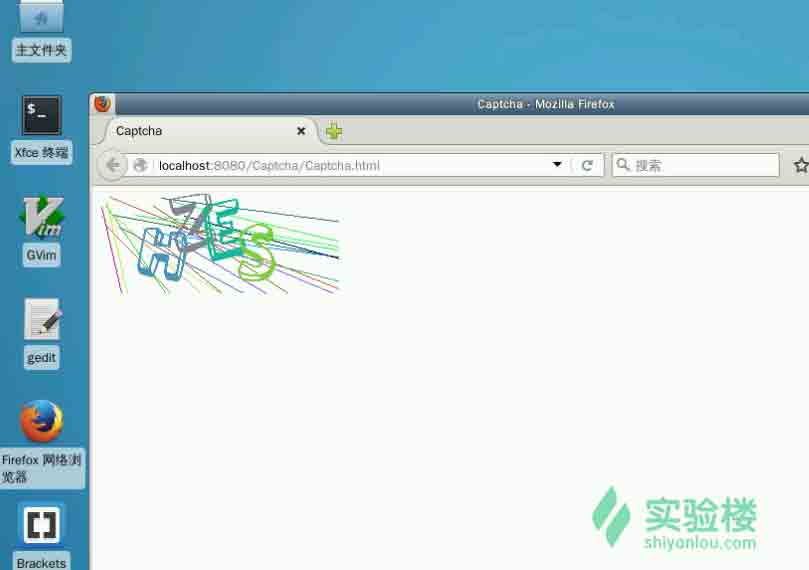 主文件夹
Xfce 终端
GVim
gedit
Firefox 网络浏
览器
Brackets
Captcha - Mozilla Firefox
Captcha
localhost:8080/Captcha/Captcha.html
搜索
实验楼
shiyanlou.com